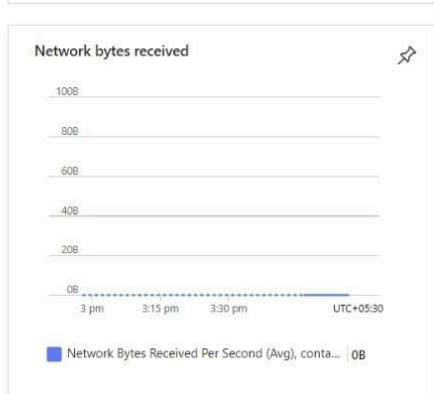 Network bytes received
100B
80B
60B
40B
20B
0B
3 pm 3:15 pm 3:30 pm UTC+05:30
Network Bytes Received Per Second (Avg), conta... 0B